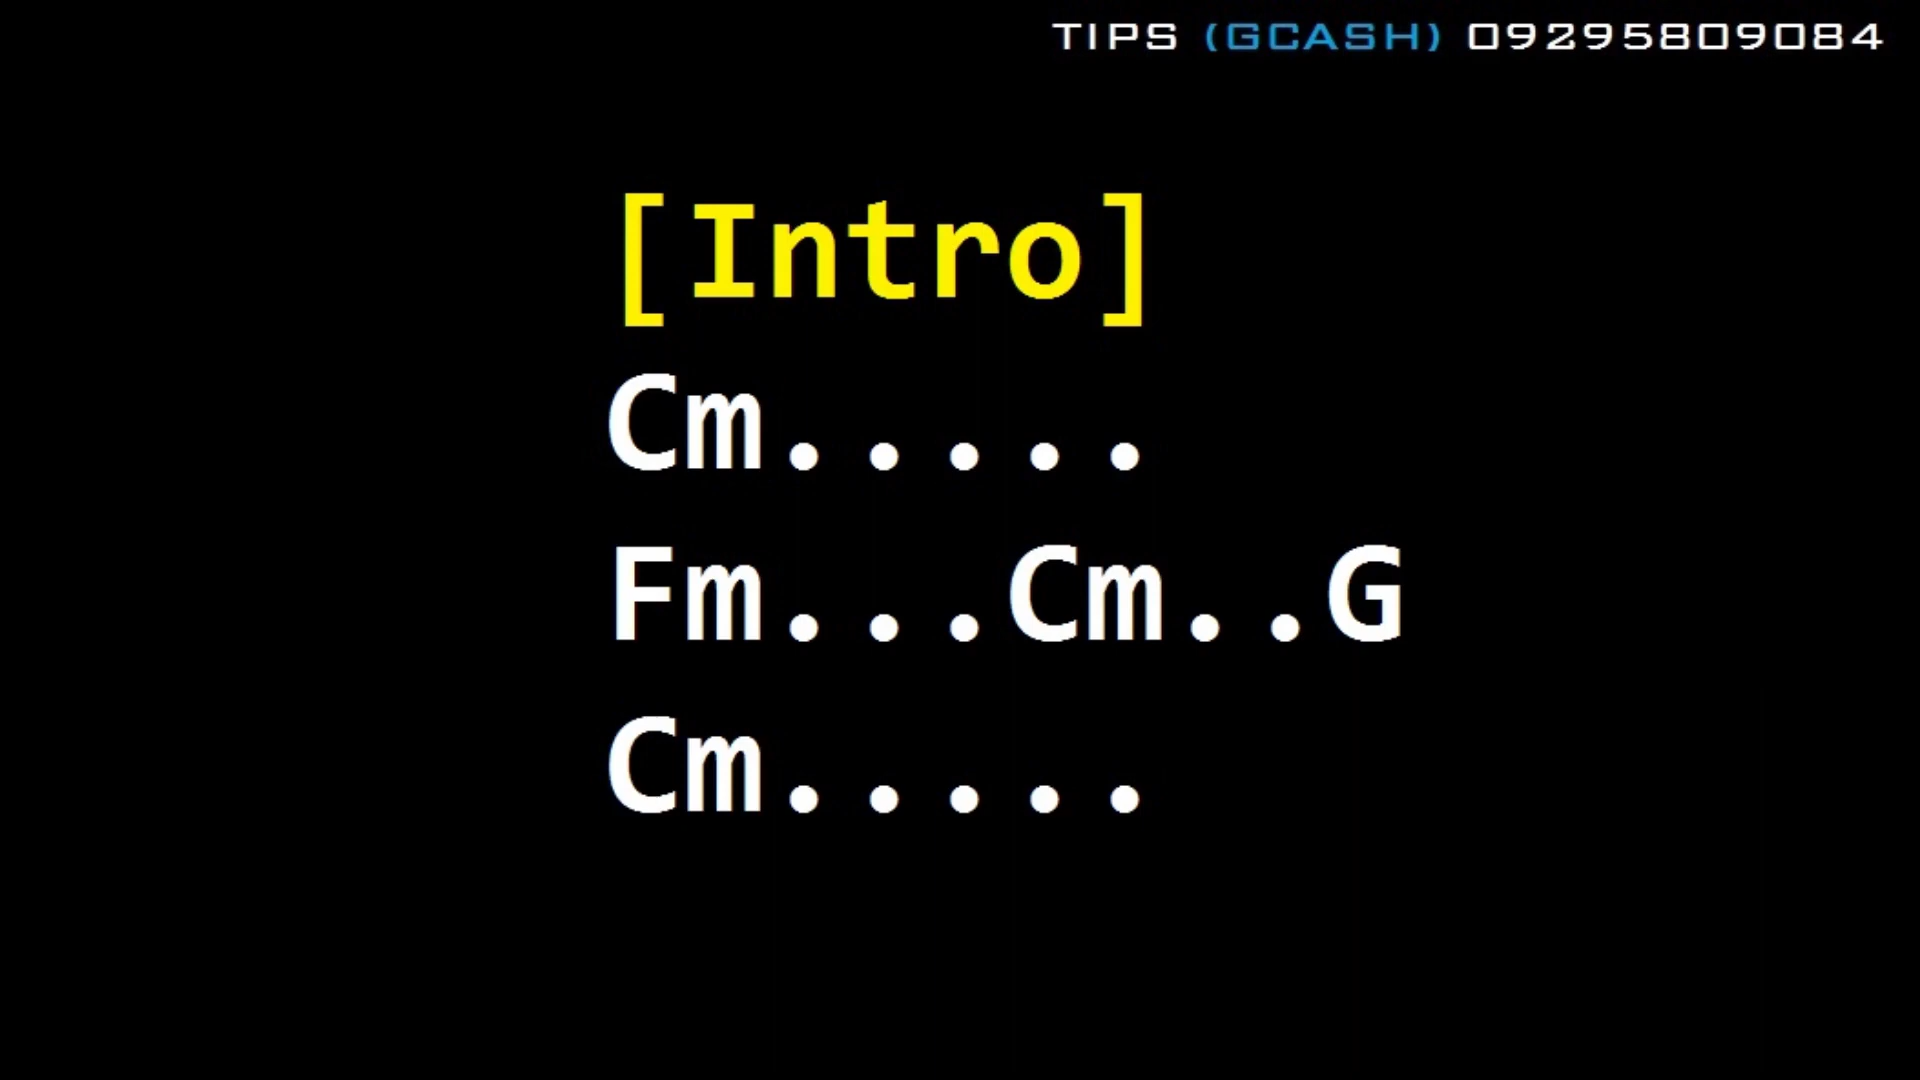 TIPS (GCASH) 09295809084
[Intro]
Cm.....
Fm...Cm..G
Cm.....